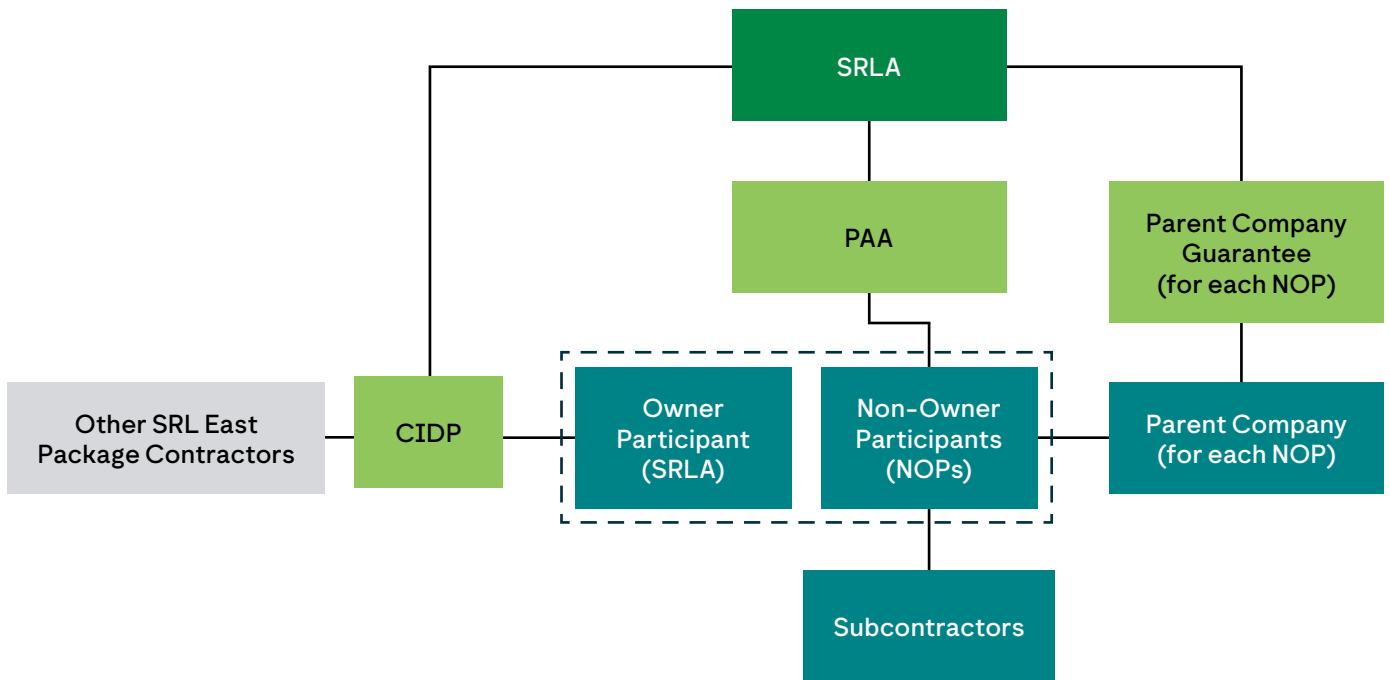 SRLA
PAA
Parent Company
Guarantee
(for each NOP)
Other SRL East
Package Contractors
CIDP
Owner
Participant
(SRLA)
Non-Owner
Participants
(NOPs)
Parent Company
(for each NOP)
Subcontractors